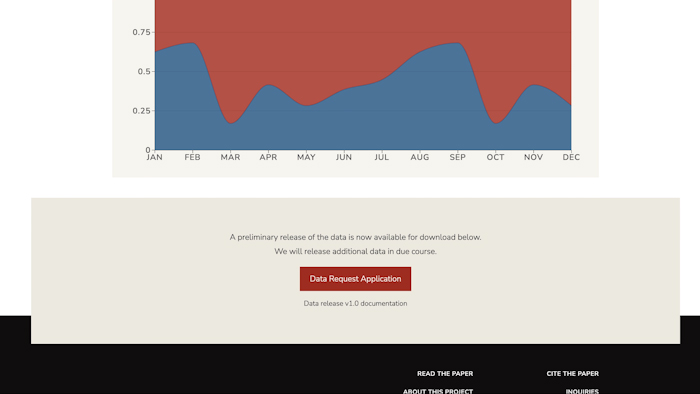 0.75
0.5
0.25
0
JAN FEB MAR APR MAY JUN JUL AUG SEP OCT NOV DEC
A preliminary release of the data is now available for download below.
We will release additional data in due course.
Data Request Application
Data release v1.0 documentation
READ THE PAPER CITE THE PAPER
ABOUT THIS PROJECT INQUIRIES